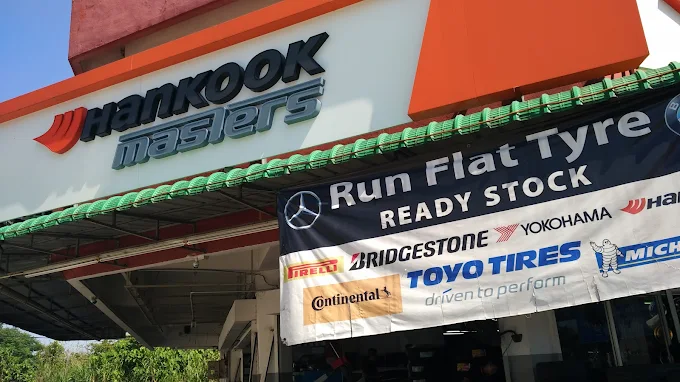 HANKOOK
masters
Run Flat Tyre
READY STOCK
PIRELLI BRIDGESTONE YOKOHAMA
Continental TOYO TIRES
driven to perform